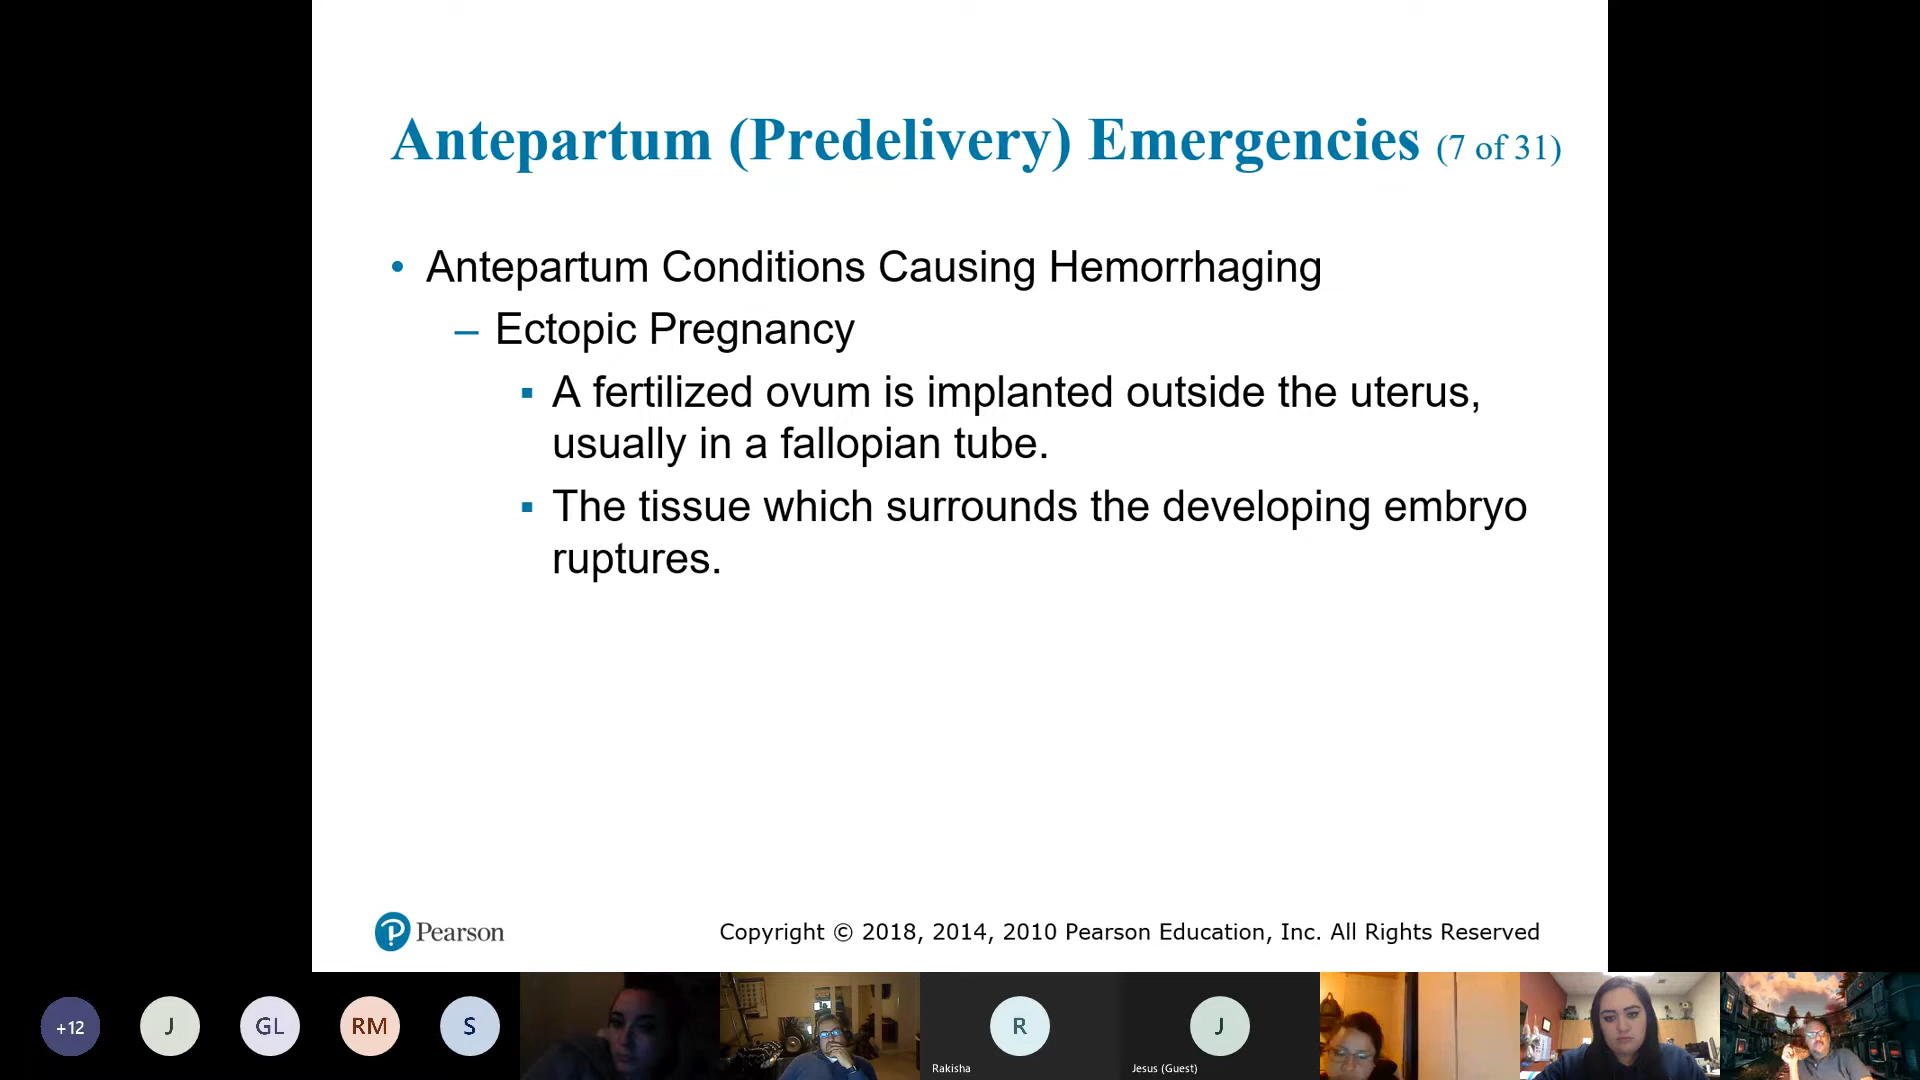 Antepartum (Predelivery) Emergencies (7 of 31)
• Antepartum Conditions Causing Hemorrhaging
– Ectopic Pregnancy
▪ A fertilized ovum is implanted outside the uterus,
usually in a fallopian tube.
▪ The tissue which surrounds the developing embryo
ruptures.
Pearson
Copyright © 2018, 2014, 2010 Pearson Education, Inc. All Rights Reserved
+12
J
GL
RM
S
R
Rakisha
J
Jesus (Guest)